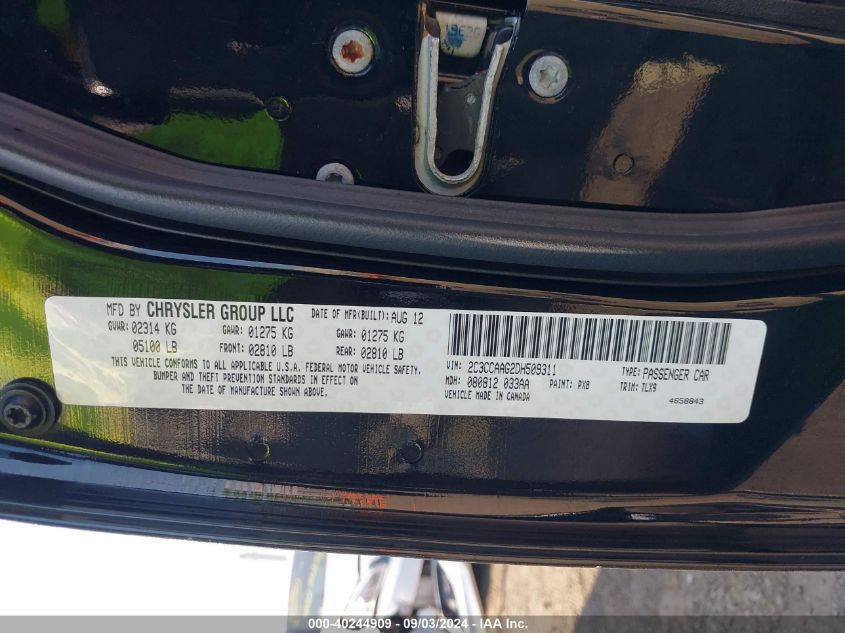 MFD BY CHRYSLER GROUP LLC DATE OF MFR(BUILT): AUG 12
GVWR: 02314 KG GAWR: 01275 KG GAWR: 01275 KG
05100 LB FRONT: 02810 LB REAR: 02810 LB
THIS VEHICLE CONFORMS TO ALL APPLICABLE U.S.A. FEDERAL MOTOR VEHICLE SAFETY,
BUMPER AND THEFT PREVENTION STANDARDS IN EFFECT ON
THE DATE OF MANUFACTURE SHOWN ABOVE.
VIN: 2C3CCAAG2DH509311 TYPE: PASSENGER CAR
MDH: 080812 033AA PAINT: PX8 TRIM: TLX9
VEHICLE MADE IN CANADA 4658843
000-40244909 - 09/03/2024 - IAA Inc.